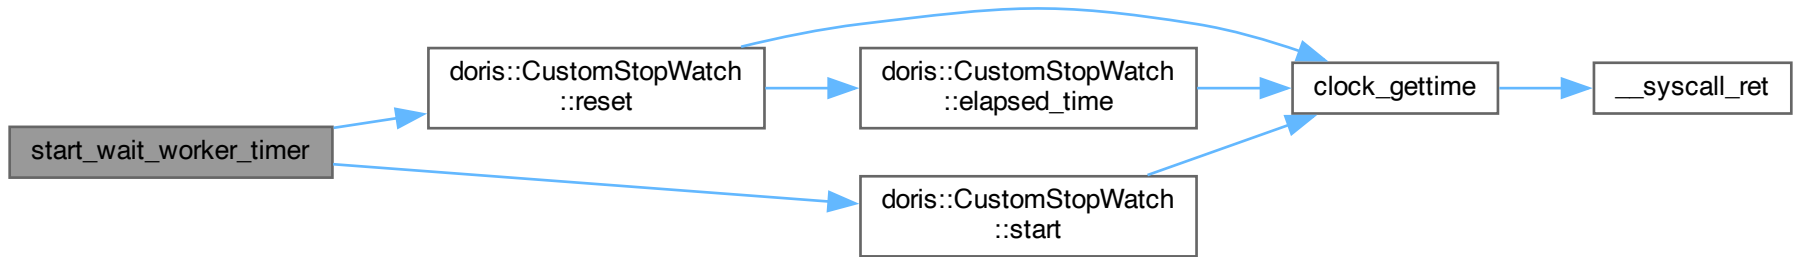 start_wait_worker_timer
doris::CustomStopWatch
::reset
doris::CustomStopWatch
::elapsed_time
doris::CustomStopWatch
::start
clock_gettime
__syscall_ret